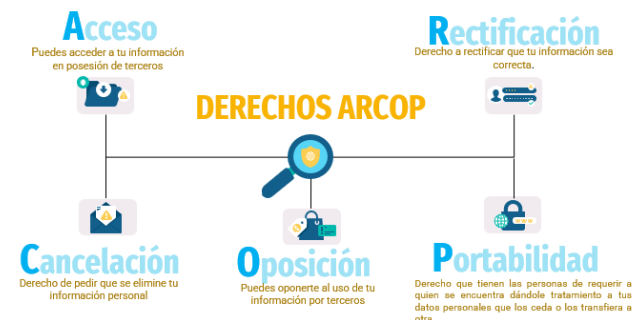 Acceso
Puedes acceder a tu información
en posesión de terceros
Rectificación
Derecho a rectificar que tu información sea
correcta.
DERECHOS ARCOP
Cancelación
Derecho de pedir que se elimine tu
información personal
Oposición
Puedes oponerte al uso de tu
información por terceros
Portabilidad
Derecho que tienen las personas de requerir a
quien se encuentra dándole tratamiento a tus
datos personales que los ceda o los transfiera a
otra
www